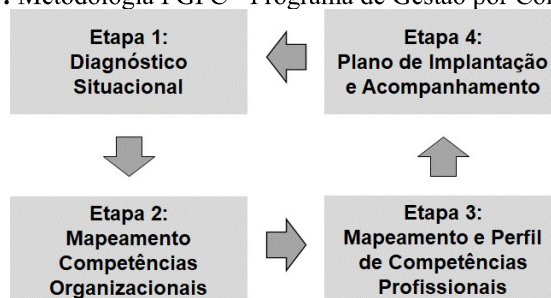 Metodologia PGPC - Programa de Gestão por
Etapa 1:
Diagnóstico
Situacional
Etapa 2:
Mapeamento
Competências
Organizacionais
Etapa 3:
Mapeamento e Perfil
de Competências
Profissionais
Etapa 4:
Plano de Implantação
e Acompanhamento